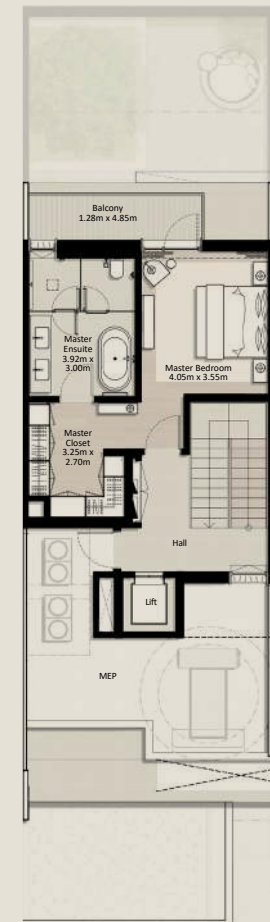 Balcony
1.28m x 4.85m
Master
Ensuite
3.92m x
3.00m
Master Bedroom
4.05m x 3.55m
Master
Closet
3.25m x
2.70m
Hall
Lift
MEP